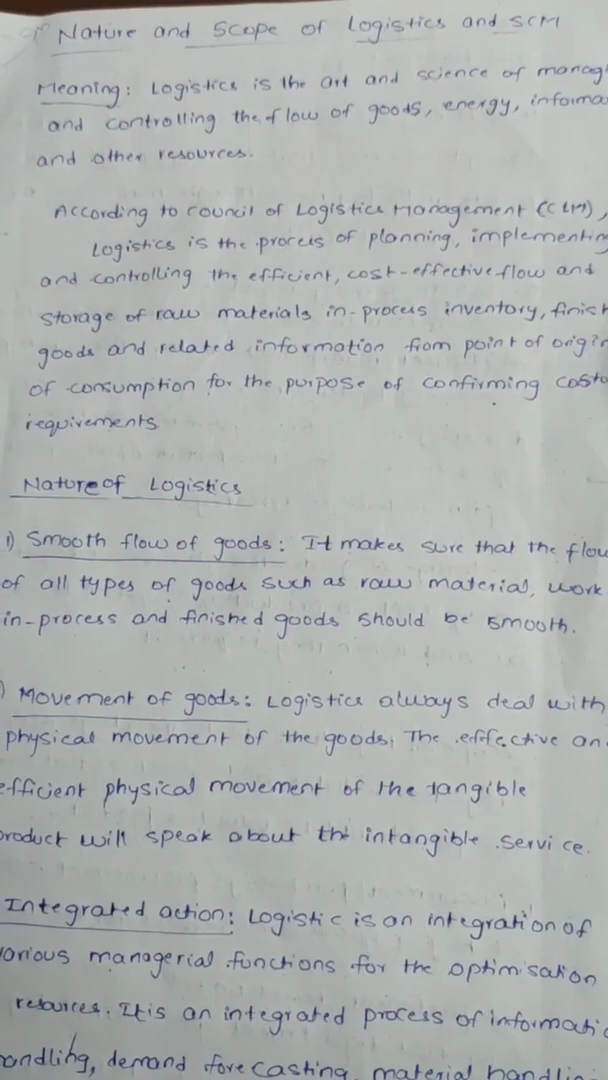 Nature and Scope of Logistics and SCM
Meaning: Logistics is the art and science of manag
and controlling the flow of goods, energy, informa
and other resources.
According to council of Logistics Management (CLM),
Logistics is the process of planning, implementin
and controlling the efficient, cost-effective flow and
storage of raw materials in-process inventory, finish
goods and related information from point of origin
of consumption for the purpose of confirming costo
requirements
Nature of Logistics
1) Smooth flow of goods: It makes sure that the flow
of all types of goods such as raw material, work
in-process and finished goods should be smooth.
) Movement of goods: Logistics always deal with
physical movement of the goods. The effective an
efficient physical movement of the tangible
product will speak about the intangible service.
Integrated action: Logistic is an integration of
various managerial functions for the optimisation
resources. It is an integrated process of informatio
handling, demand forecasting, material handlin